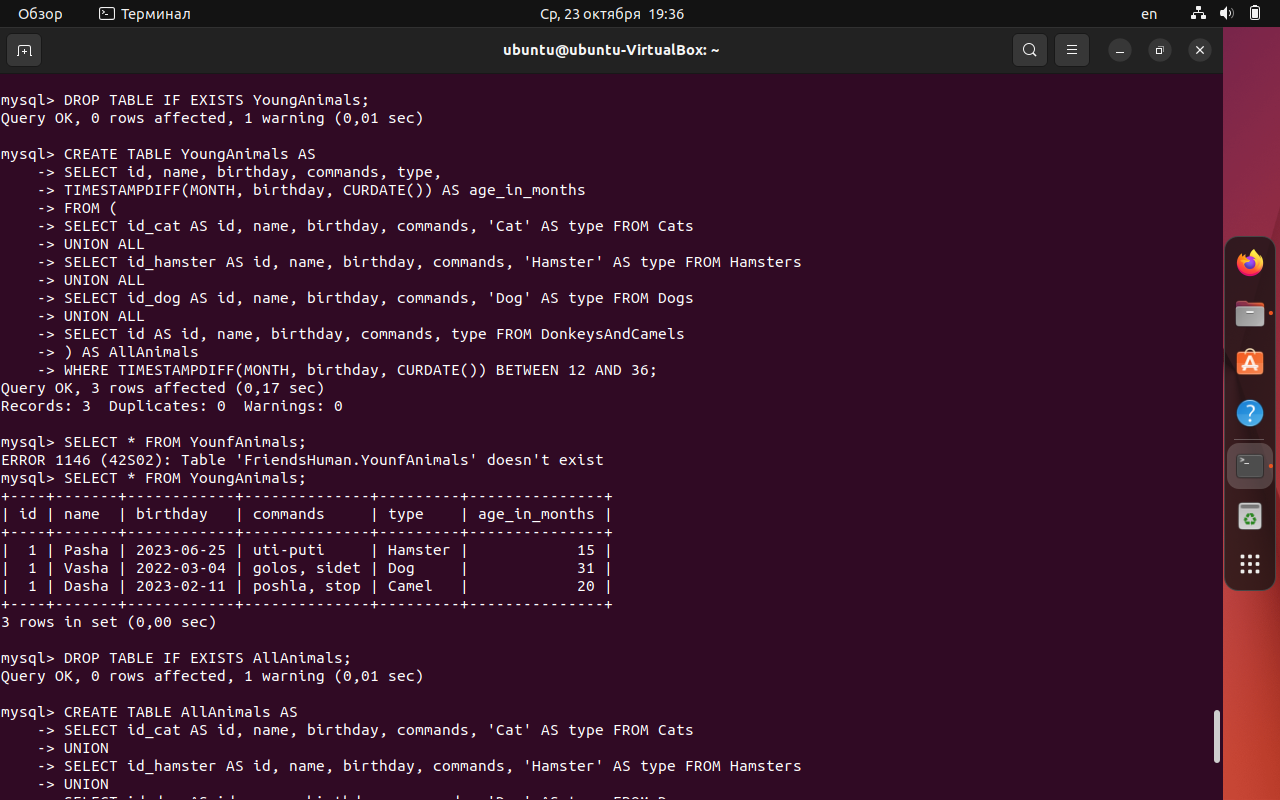 Обзор Терминал Ср, 23 октября 19:36 en
ubuntu@ubuntu-VirtualBox: ~
mysql> DROP TABLE IF EXISTS YoungAnimals;
Query OK, 0 rows affected, 1 warning (0,01 sec)
mysql> CREATE TABLE YoungAnimals AS
    -> SELECT id, name, birthday, commands, type,
    -> TIMESTAMPDIFF(MONTH, birthday, CURDATE()) AS age_in_months
    -> FROM (
    -> SELECT id_cat AS id, name, birthday, commands, 'Cat' AS type FROM Cats
    -> UNION ALL
    -> SELECT id_hamster AS id, name, birthday, commands, 'Hamster' AS type FROM Hamsters
    -> UNION ALL
    -> SELECT id_dog AS id, name, birthday, commands, 'Dog' AS type FROM Dogs
    -> UNION ALL
    -> SELECT id AS id, name, birthday, commands, type FROM DonkeysAndCamels
    -> ) AS AllAnimals
    -> WHERE TIMESTAMPDIFF(MONTH, birthday, CURDATE()) BETWEEN 12 AND 36;
Query OK, 3 rows affected (0,17 sec)
Records: 3  Duplicates: 0  Warnings: 0
mysql> SELECT * FROM YounfAnimals;
ERROR 1146 (42S02): Table 'FriendsHuman.YounfAnimals' doesn't exist
mysql> SELECT * FROM YoungAnimals;
+----+-------+------------+--------------+---------+---------------+
| id | name  | birthday   | commands     | type    | age_in_months |
+----+-------+------------+--------------+---------+---------------+
|  1 | Pasha | 2023-06-25 | uti-puti     | Hamster |            15 |
|  1 | Vasha | 2022-03-04 | golos, sidet | Dog     |            31 |
|  1 | Dasha | 2023-02-11 | poshla, stop | Camel   |            20 |
+----+-------+------------+--------------+---------+---------------+
3 rows in set (0,00 sec)
mysql> DROP TABLE IF EXISTS AllAnimals;
Query OK, 0 rows affected, 1 warning (0,01 sec)
mysql> CREATE TABLE AllAnimals AS
    -> SELECT id_cat AS id, name, birthday, commands, 'Cat' AS type FROM Cats
    -> UNION
    -> SELECT id_hamster AS id, name, birthday, commands, 'Hamster' AS type FROM Hamsters
    -> UNION